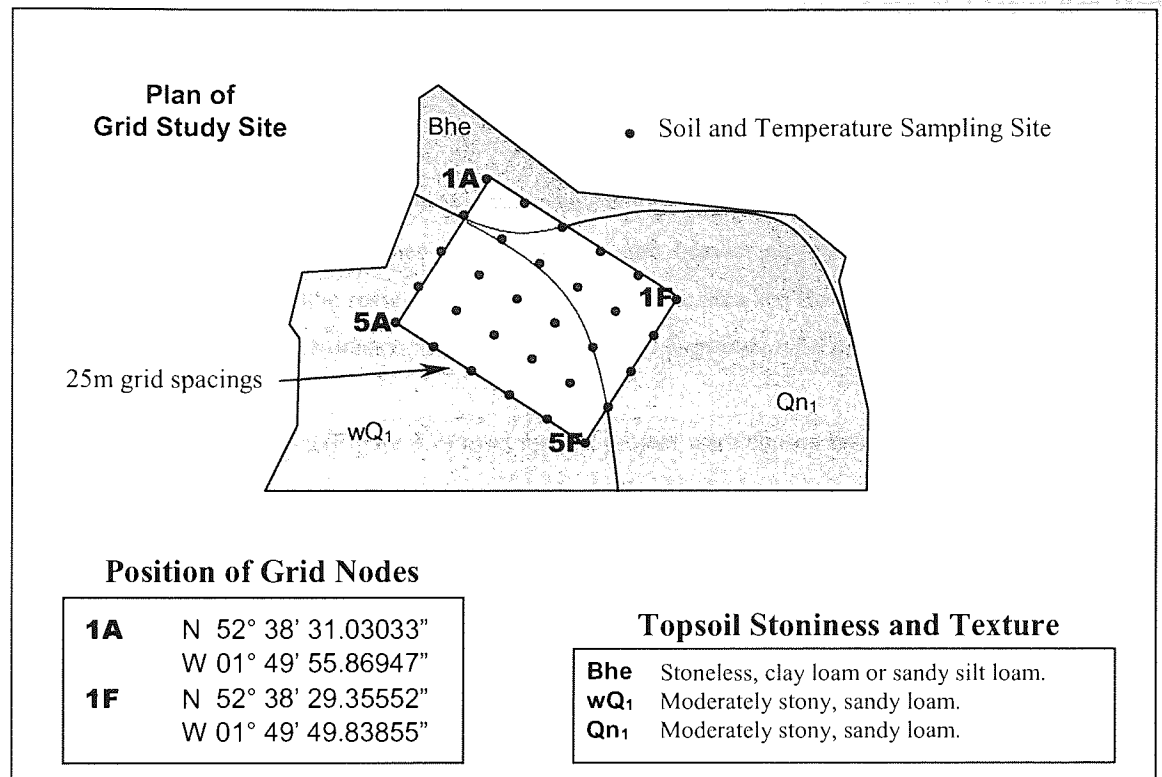 Plan of
Grid Study Site
Bhe
Soil and Temperature Sampling Site
1A
1F
5A
25m grid spacings
Qn₁
wQ₁
5F
Position of Grid Nodes
1A N 52° 38' 31.03033”
W 01° 49' 55.86947”
1F N 52° 38' 29.35552”
W 01° 49' 49.83855”
Topsoil Stoniness and Texture
Bhe Stoneless, clay loam or sandy silt loam.
wQ₁ Moderately stony, sandy loam.
Qn₁ Moderately stony, sandy loam.